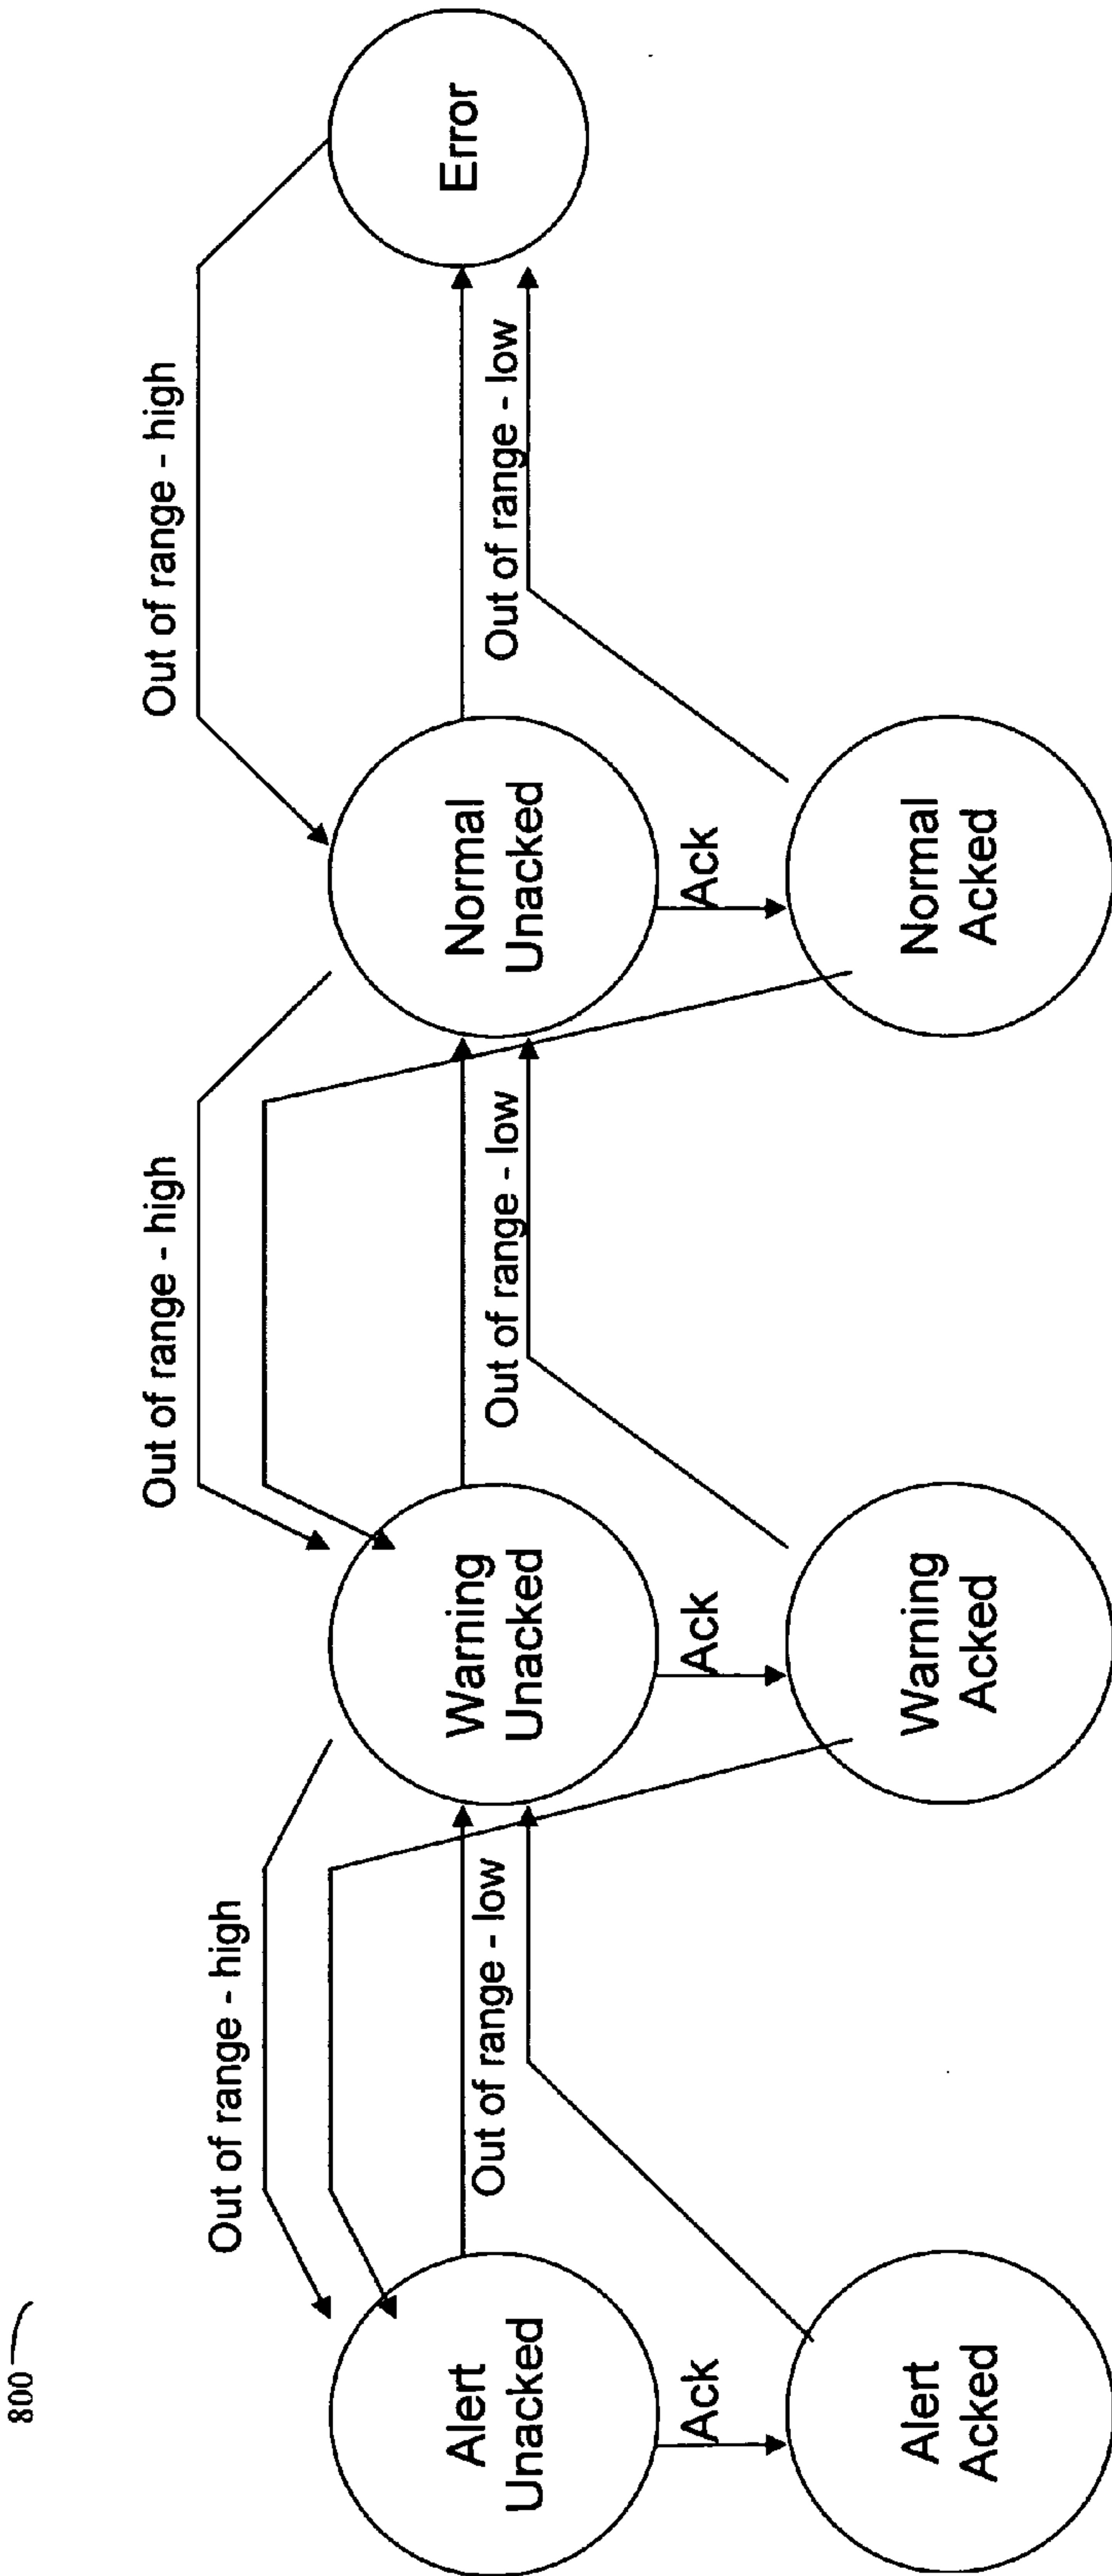 800
Out of range - high
Out of range - high
Out of range - high
Alert
Unacked
Out of range - low
Warning
Unacked
Out of range - low
Normal
Unacked
Out of range - low
Error
Ack
Ack
Ack
Alert
Acked
Warning
Acked
Normal
Acked